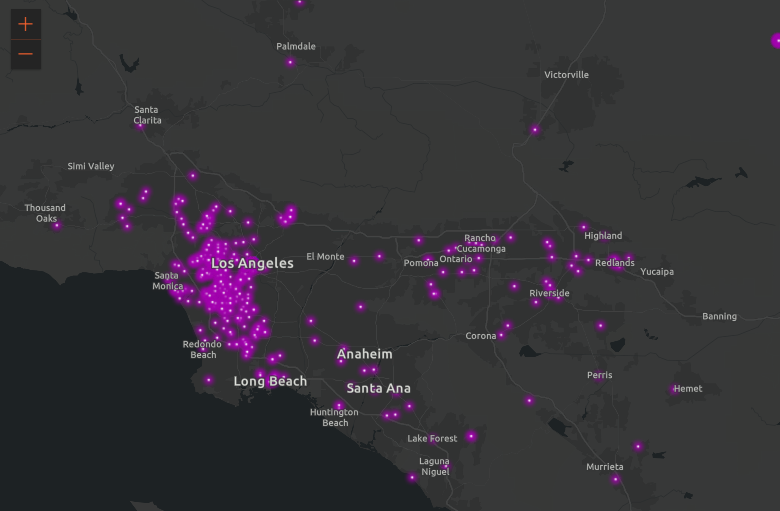 +
−
Palmdale
Victorville
Santa
Clarita
Simi Valley
Thousand
Oaks
Highland
Rancho
Cucamonga
El Monte
Los Angeles
Pomona
Ontario
Redlands
Yucaipa
Santa
Monica
Riverside
Banning
Corona
Redondo
Beach
Anaheim
Perris
Long Beach
Santa Ana
Hemet
Huntington
Beach
Lake Forest
Laguna
Niguel
Murrieta